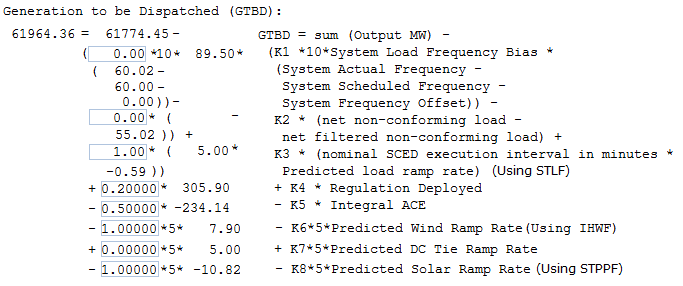 Generation to be Dispatched (GTBD):
61964.36 = 61774.45 - GTBD = sum (Output MW) -
( 0.00 *10* 89.50* (K1 *10*System Load Frequency Bias *
( 60.02 - (System Actual Frequency -
60.00 - System Scheduled Frequency -
0.00))- System Frequency Offset)) -
0.00 * ( - K2 * (net non-conforming load -
55.02 )) + net filtered non-conforming load) +
1.00 * ( 5.00 * K3 * (nominal SCED execution interval in minutes *
-0.59 )) Predicted load ramp rate) (Using STLF)
+ 0.20000 * 305.90 + K4 * Regulation Deployed
- 0.50000 * -234.14 - K5 * Integral ACE
- 1.00000 *5* 7.90 - K6*5*Predicted Wind Ramp Rate (Using IHWF)
+ 0.00000 *5* 5.00 + K7*5*Predicted DC Tie Ramp Rate
- 1.00000 *5* -10.82 - K8*5*Predicted Solar Ramp Rate (Using STPPF)